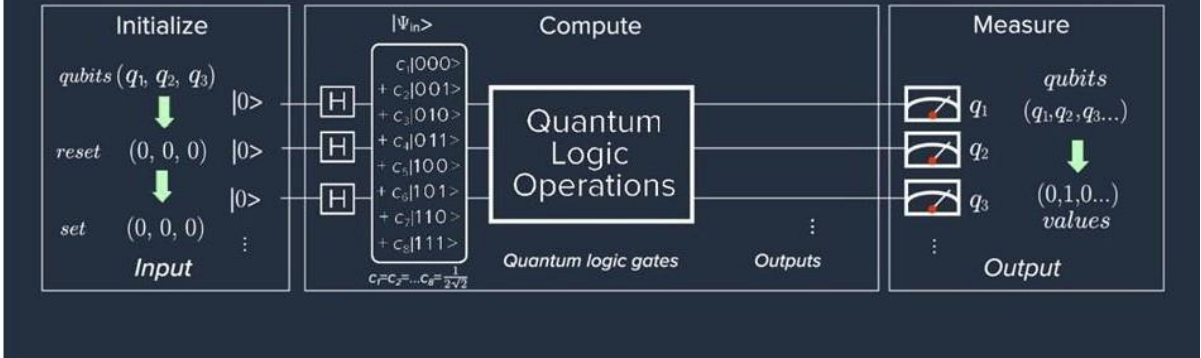 Initialize
qubits (q₁, q₂, q₃)
reset (0, 0, 0)
set (0, 0, 0)
Input
|0>
|0>
|0>
⋮
Compute
|Ψin>
H
H
H
c₁|000>
+ c₂|001>
+ c₃|010>
+ c₄|011>
+ c₅|100>
+ c₆|101>
+ c₇|110>
+ c₈|111>
c₁=c₂=...c₈=1/2√2
Quantum
Logic
Operations
Quantum logic gates
⋮
Outputs
Measure
q₁
q₂
q₃
⋮
qubits
(q₁,q₂,q₃...)
(0,1,0...)
values
Output